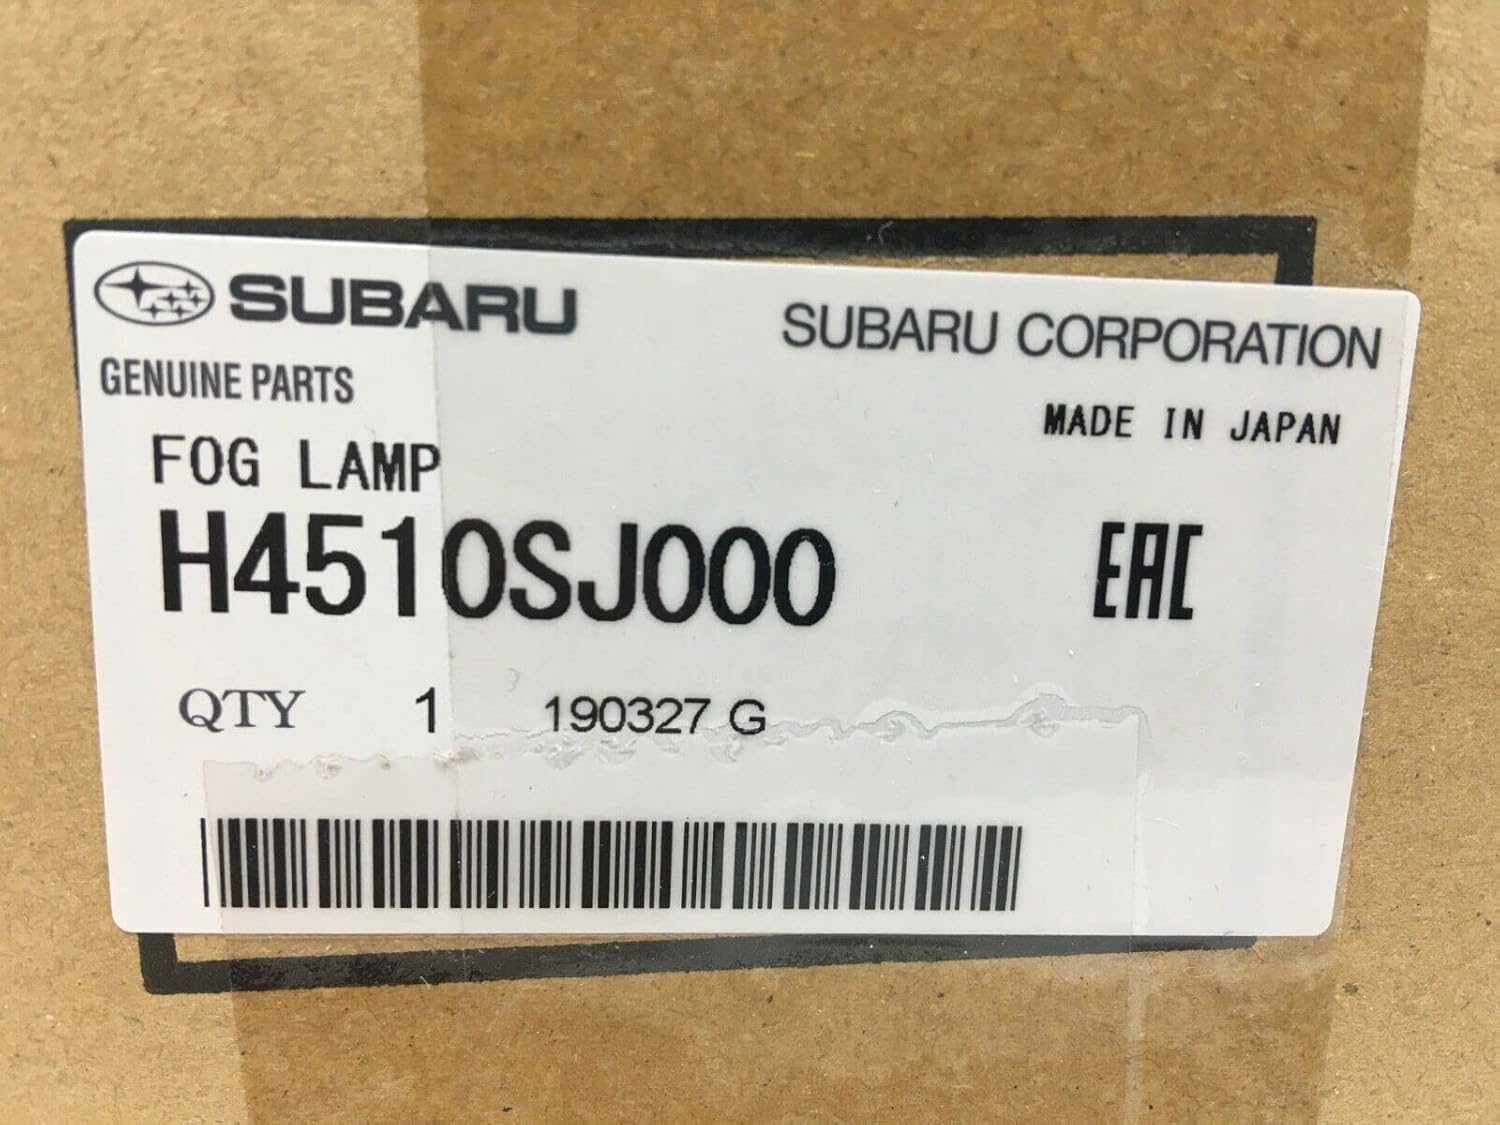 SUBARU
SUBARU CORPORATION
GENUINE PARTS
MADE IN JAPAN
FOG LAMP
H4510SJ000
EAC
QTY 1 190327 G